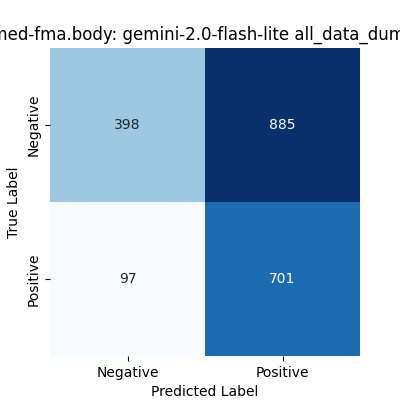 ned-fma.body: gemini-2.0-flash-lite all_data_dum
Negative
398
885
True Label
Positive
97
701
Negative
Positive
Predicted Label